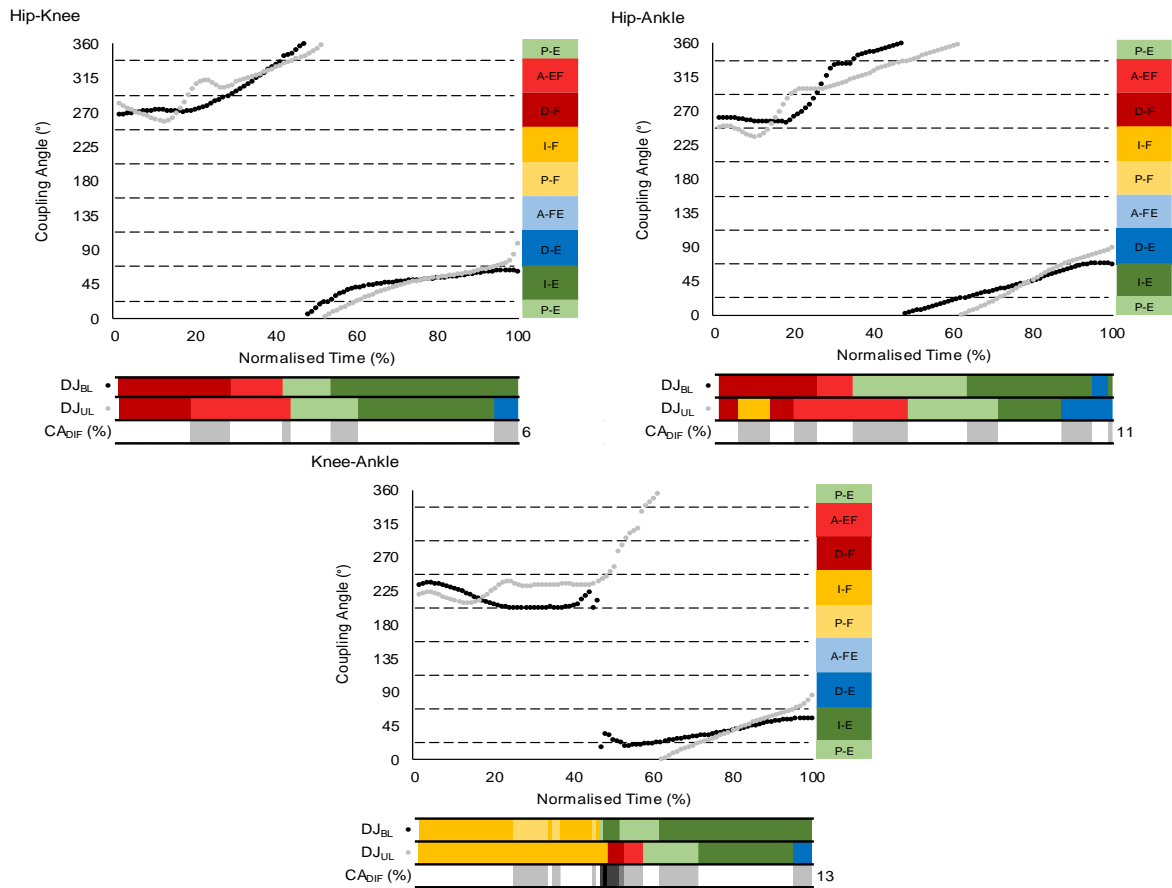 Hip-Knee
360
315
270
225
180
135
90
45
0
Coupling Angle (°)
0 20 40 60 80 100
Normalised Time (%)
P-E
A-EF
D-F
I-F
P-F
A-FE
D-E
I-E
P-E
DJBL
DJUL
CADIF (%) 6
Hip-Ankle
360
315
270
225
180
135
90
45
0
Coupling Angle (°)
0 20 40 60 80 100
Normalised Time (%)
P-E
A-EF
D-F
I-F
P-F
A-FE
D-E
I-E
P-E
DJBL
DJUL
CADIF (%) 11
Knee-Ankle
360
315
270
225
180
135
90
45
0
Coupling Angle (°)
0 20 40 60 80 100
Normalised Time (%)
P-E
A-EF
D-F
I-F
P-F
A-FE
D-E
I-E
P-E
DJBL
DJUL
CADIF (%) 13